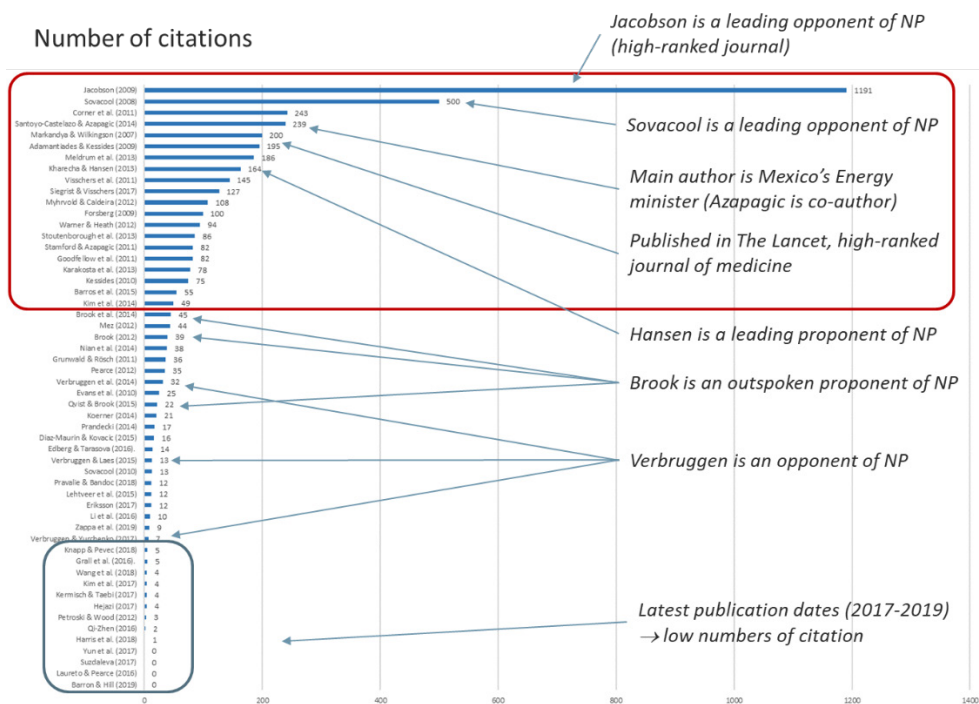 Number of citations
Jacobson is a leading opponent of NP
(high-ranked journal)
Jacobson (2009) 1191
Sovacool (2008) 500
Corner et al. (2011) 243
Santoyo-Castelazo & Azapagic (2014) 239
Markandya & Wilkingson (2007) 200
Adamantiades & Kessides (2009) 195
Meldrum et al. (2013) 186
Kharecha & Hansen (2013) 164
Visschers et al. (2011) 145
Siegrist & Visschers (2017) 127
Myhrvold & Caldeira (2012) 108
Forsberg (2009) 100
Warner & Heath (2012) 94
Stoutenborough et al. (2013) 86
Stamford & Azapagic (2011) 82
Goodfellow et al. (2011) 82
Karakosta et al. (2013) 78
Kessides (2010) 75
Barros et al. (2015) 55
Kim et al. (2014) 49
Brook et al. (2014) 45
Mez (2012) 44
Brook (2012) 39
Nian et al. (2014) 38
Grunwald & Rösch (2011) 36
Pearce (2012) 35
Verbruggen et al. (2014) 32
Evans et al. (2010) 25
Qvist & Brook (2015) 22
Koerner (2014) 21
Prandecki (2014) 17
Diaz-Maurin & Kovacic (2015) 16
Edberg & Tarasova (2016). 14
Verbruggen & Laes (2015) 13
Sovacool (2010) 13
Pravalie & Bandoc (2018) 12
Lehtveer et al. (2015) 12
Eriksson (2017) 12
Li et al. (2016) 10
Zappa et al. (2019) 9
Verbruggen & Yurchenko (2017) 7
Knapp & Pevec (2018) 5
Grall et al. (2016). 5
Wang et al. (2018) 4
Kim et al. (2017) 4
Kermisch & Taebi (2017) 4
Hejazi (2017) 4
Petroski & Wood (2012) 3
Qi-Zhen (2016) 2
Harris et al. (2018) 1
Yun et al. (2017) 0
Suzdaleva (2017) 0
Laureto & Pearce (2016) 0
Barron & Hill (2019) 0
0 200 400 600 800 1000 1200 1400
Sovacool is a leading opponent of NP
Main author is Mexico's Energy
minister (Azapagic is co-author)
Published in The Lancet, high-ranked
journal of medicine
Hansen is a leading proponent of NP
Brook is an outspoken proponent of NP
Verbruggen is an opponent of NP
Latest publication dates (2017-2019)
→ low numbers of citation